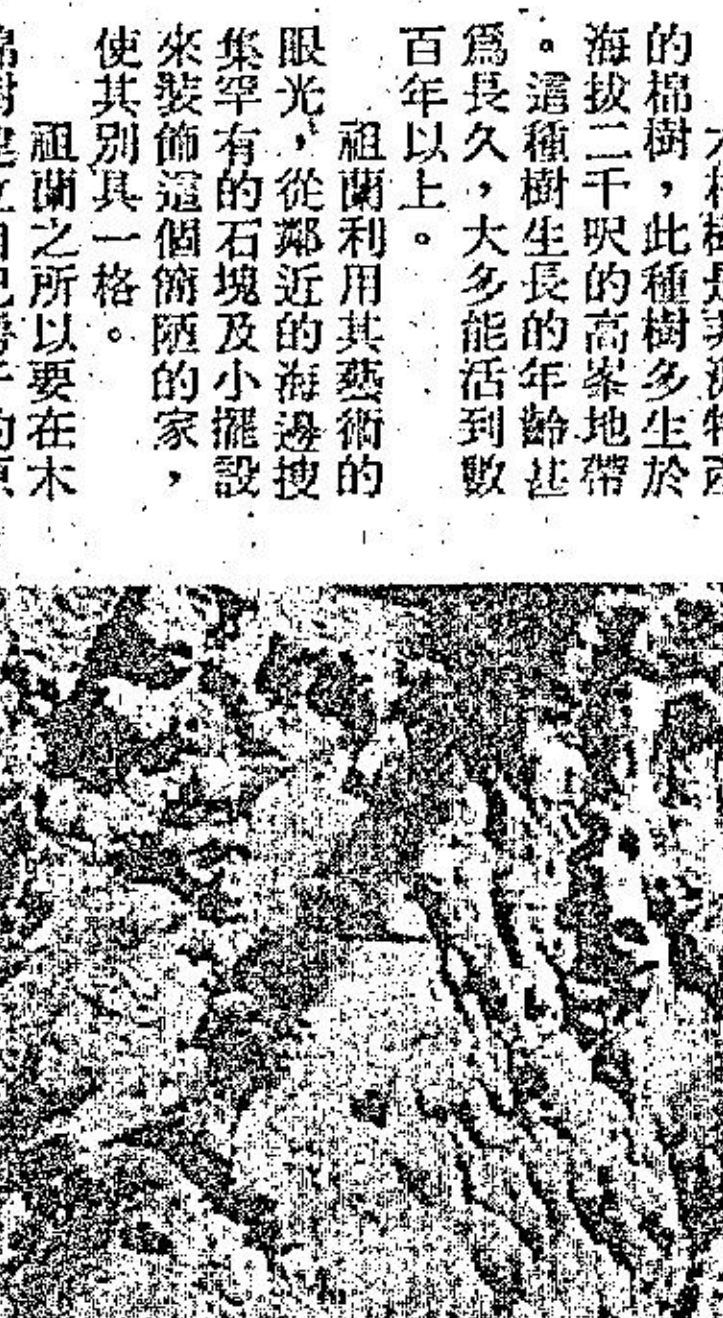 的棉樹，此種樹多生於
海拔二千呎的高峯地帶
。這種樹生長的年齡甚
爲長久，大多能活到數
百年以上。
祖蘭利用其藝術的
眼光，從鄰近的海邊搜
集罕有的石塊及小擺設
來裝飾這個簡陋的家，
使其別具一格。
祖蘭之所以要在木